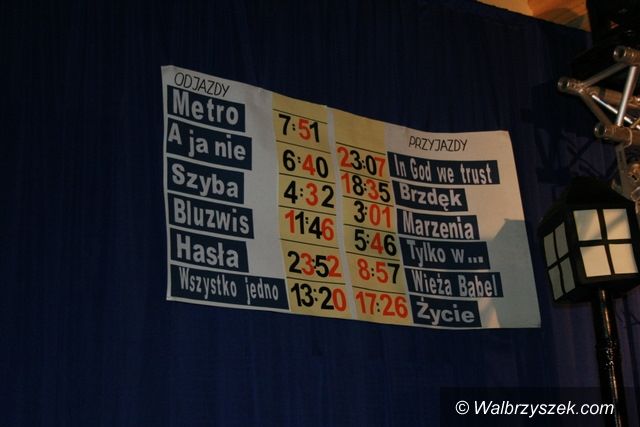 ODJAZDY PRZYJAZDY
Metro 7:51 23:07 In God we trust
A ja nie 6:40 18:35 Brzdęk
Szyba 4:32 3:01 Marzenia
Bluzwis 11:46 5:46 Tylko w...
Hasła 23:52 8:57 Wieża Babel
Wszystko jedno 13:20 17:26 Życie
© Walbrzyszek.com